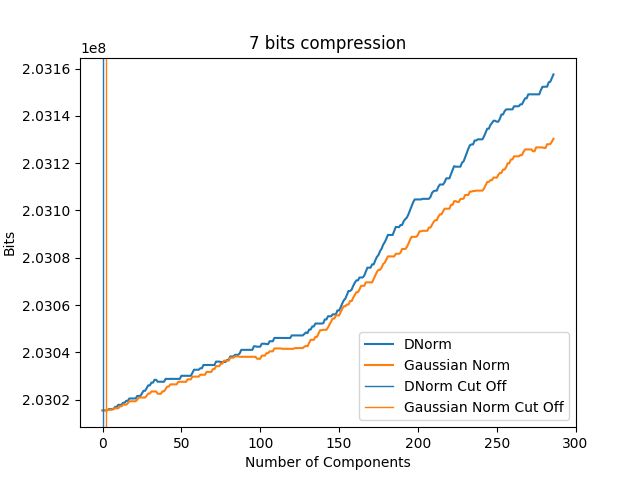 7 bits compression
1e8
2.0316
2.0314
2.0312
2.0310
2.0308
2.0306
2.0304
2.0302
Bits
0 50 100 150 200 250 300
Number of Components
DNorm
Gaussian Norm
DNorm Cut Off
Gaussian Norm Cut Off